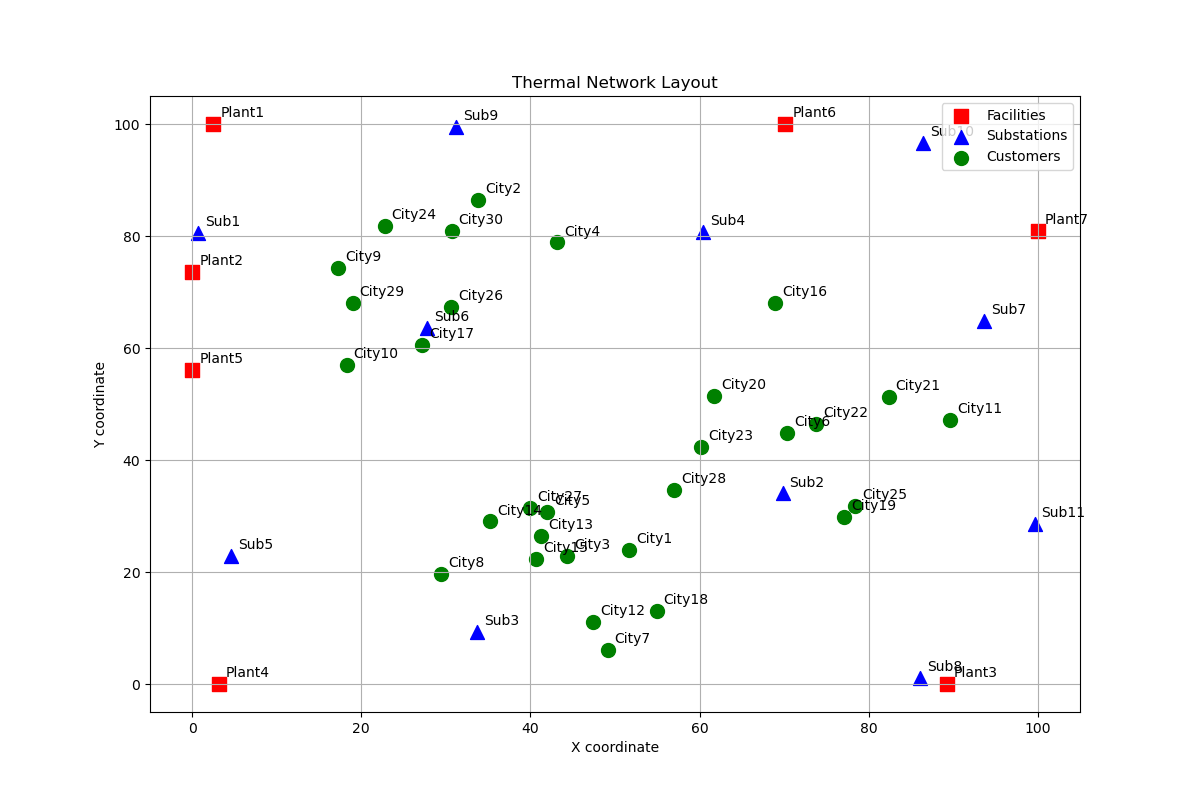 Thermal Network Layout
Plant1
Sub9
Plant6
Sub10
Facilities
Substations
Customers
City2
City24
City30
Sub1
City4
Sub4
Plant7
Plant2
City9
City29
City26
City16
Sub6
Sub7
City17
Plant5
City10
City20
City21
City22
City11
City6
City23
City28
Sub2
City27
City5
City25
City14
City19
City13
Sub11
City15
City3
City1
Sub5
City8
City12
City18
Sub3
City7
Plant4
Sub8
Plant3
100
80
60
40
20
0
Y coordinate
0 20 40 60 80 100
X coordinate